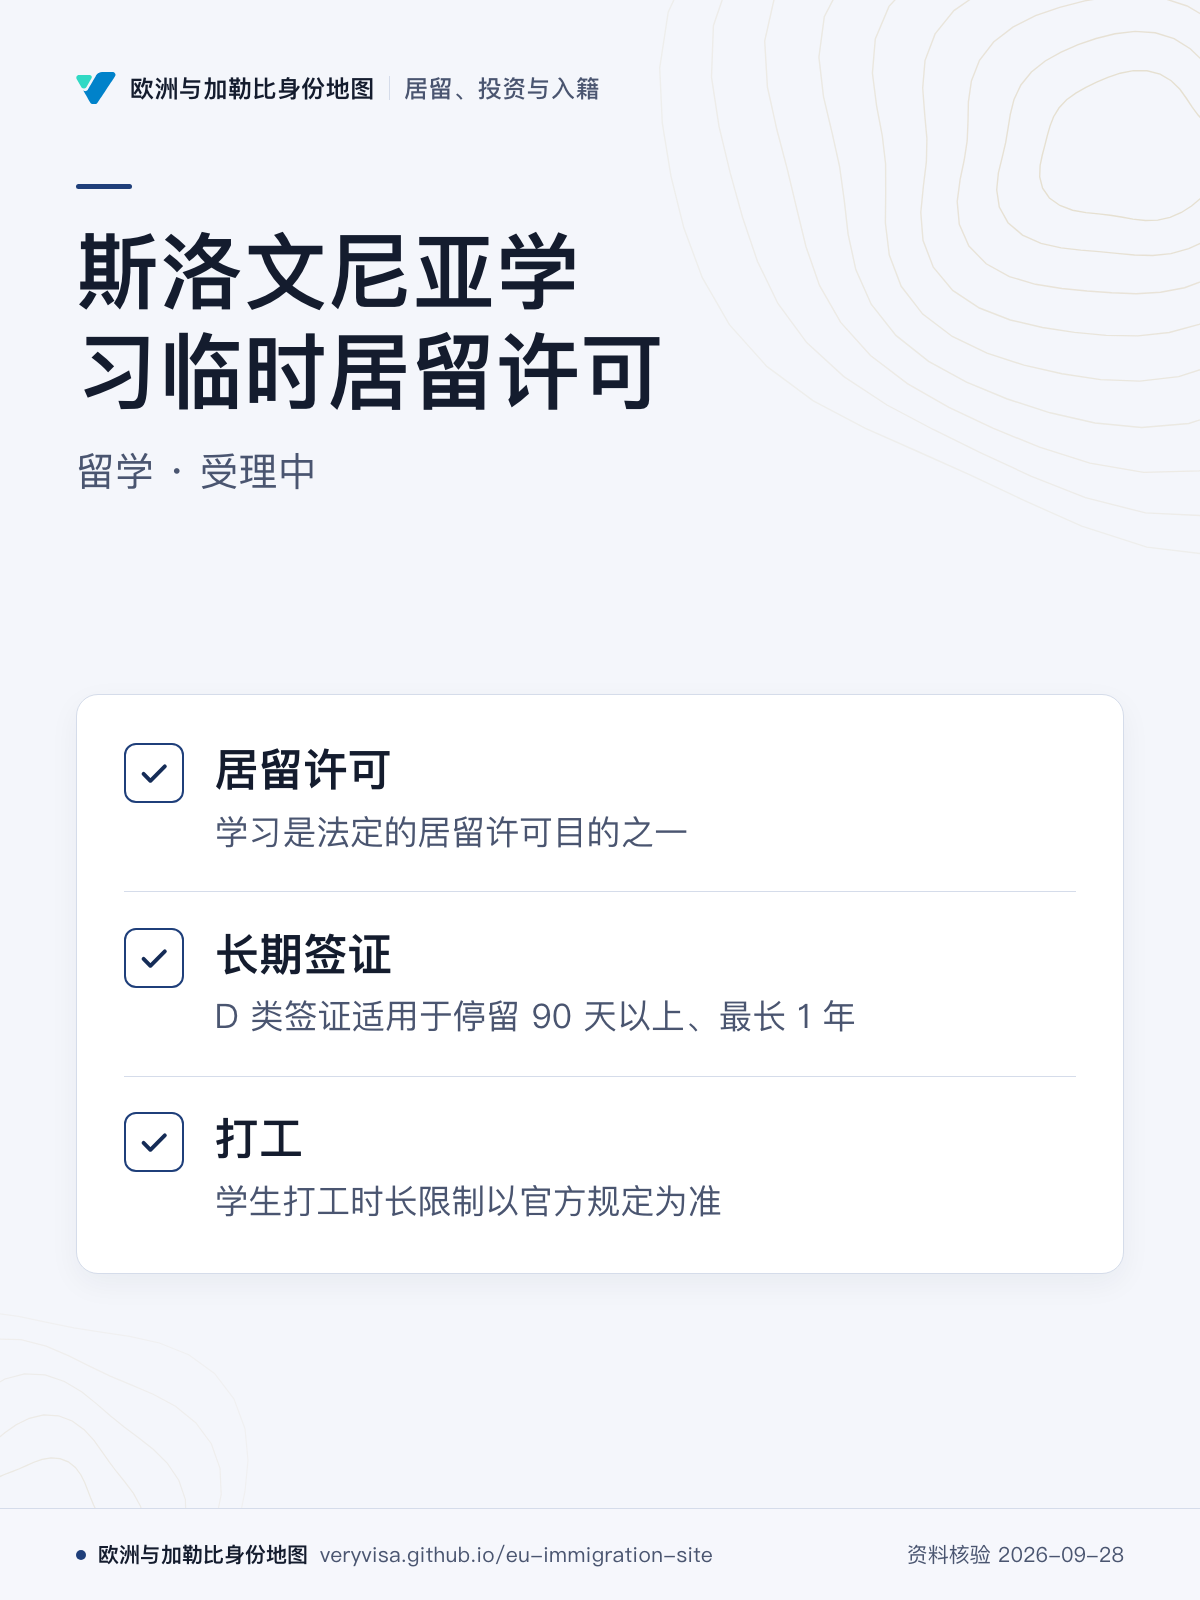 欧洲与加勒比身份地图 居留、投资与入籍
斯洛文尼亚学
习临时居留许可
留学 · 受理中
居留许可
学习是法定的居留许可目的之一
长期签证
D 类签证适用于停留 90 天以上、最长 1 年
打工
学生打工时长限制以官方规定为准
欧洲与加勒比身份地图 veryvisa.github.io/eu-immigration-site 资料核验 2026-09-28